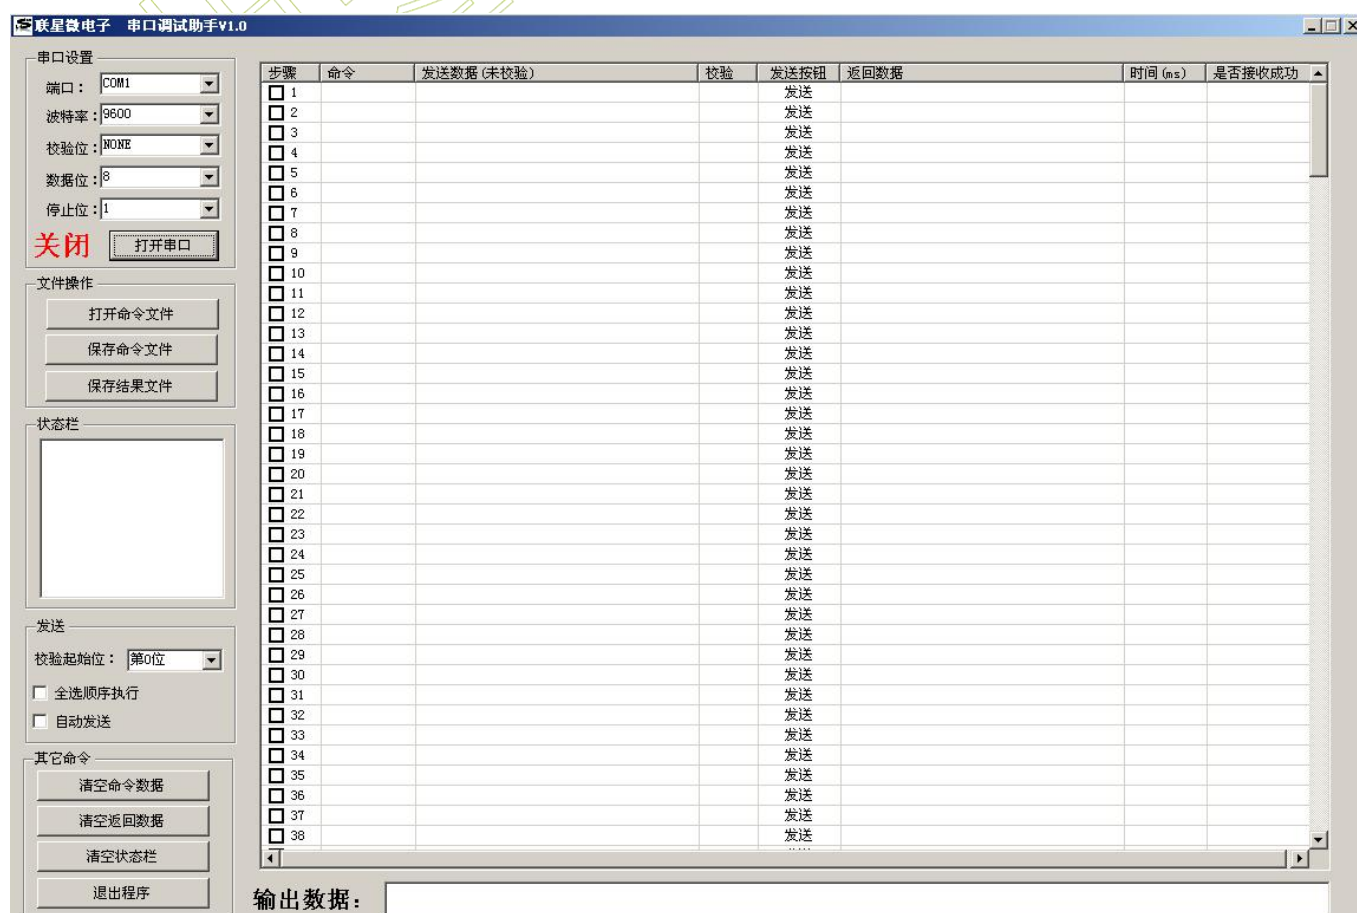 联星微电子 串口调试助手V1.0
串口设置
端口： COM1
波特率：9600
校验位：NONE
数据位：8
停止位：1
关闭 打开串口
文件操作
打开命令文件
保存命令文件
保存结果文件
状态栏
发送
校验起始位： 第0位
全选顺序执行
自动发送
其它命令
清空命令数据
清空返回数据
清空状态栏
退出程序
步骤 命令 发送数据(未校验) 校验 发送按钮 返回数据 时间(ms) 是否接收成功
1 发送
2 发送
3 发送
4 发送
5 发送
6 发送
7 发送
8 发送
9 发送
10 发送
11 发送
12 发送
13 发送
14 发送
15 发送
16 发送
17 发送
18 发送
19 发送
20 发送
21 发送
22 发送
23 发送
24 发送
25 发送
26 发送
27 发送
28 发送
29 发送
30 发送
31 发送
32 发送
33 发送
34 发送
35 发送
36 发送
37 发送
38 发送
输出数据：